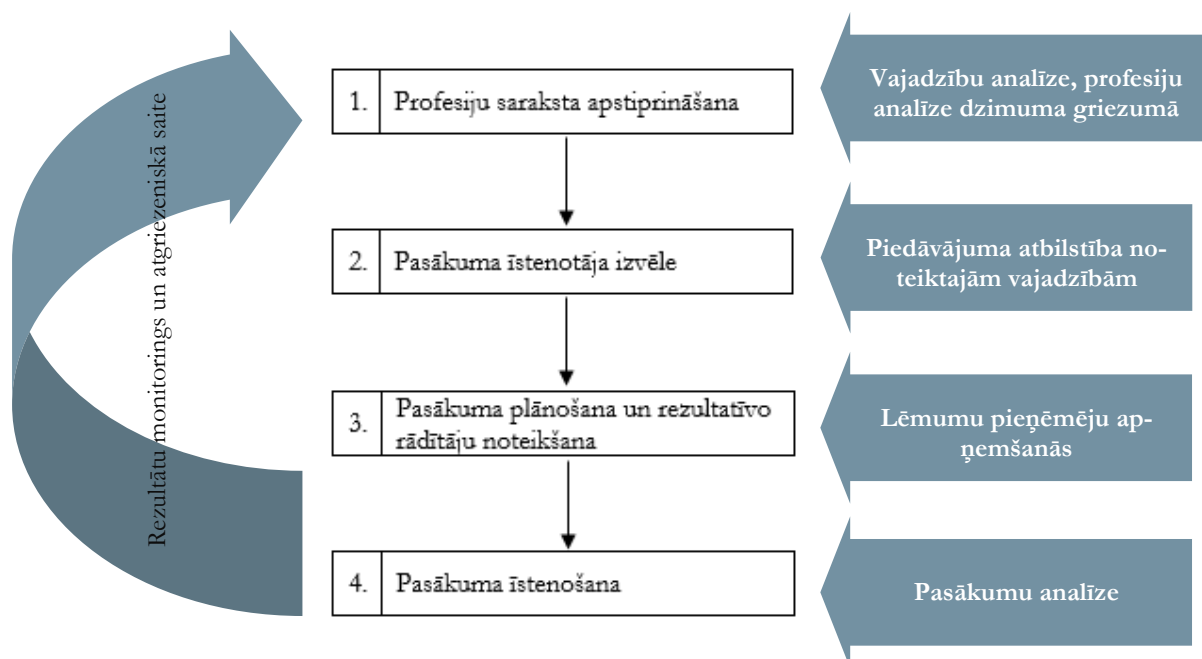 1. Profesiju saraksta apstiprināšana
Vajadzību analīze, profesiju
analīze dzimuma griezumā
2. Pasākuma īstenotāja izvēle
Piedāvājuma atbilstība no-
teiktajām vajadzībām
3. Pasākuma plānošana un rezultatīvo
rādītāju noteikšana
Lēmumu pieņēmēju ap-
ņemšanās
4. Pasākuma īstenošana
Pasākumu analīze
Rezultātu monitorings un atgriezeniskā saite